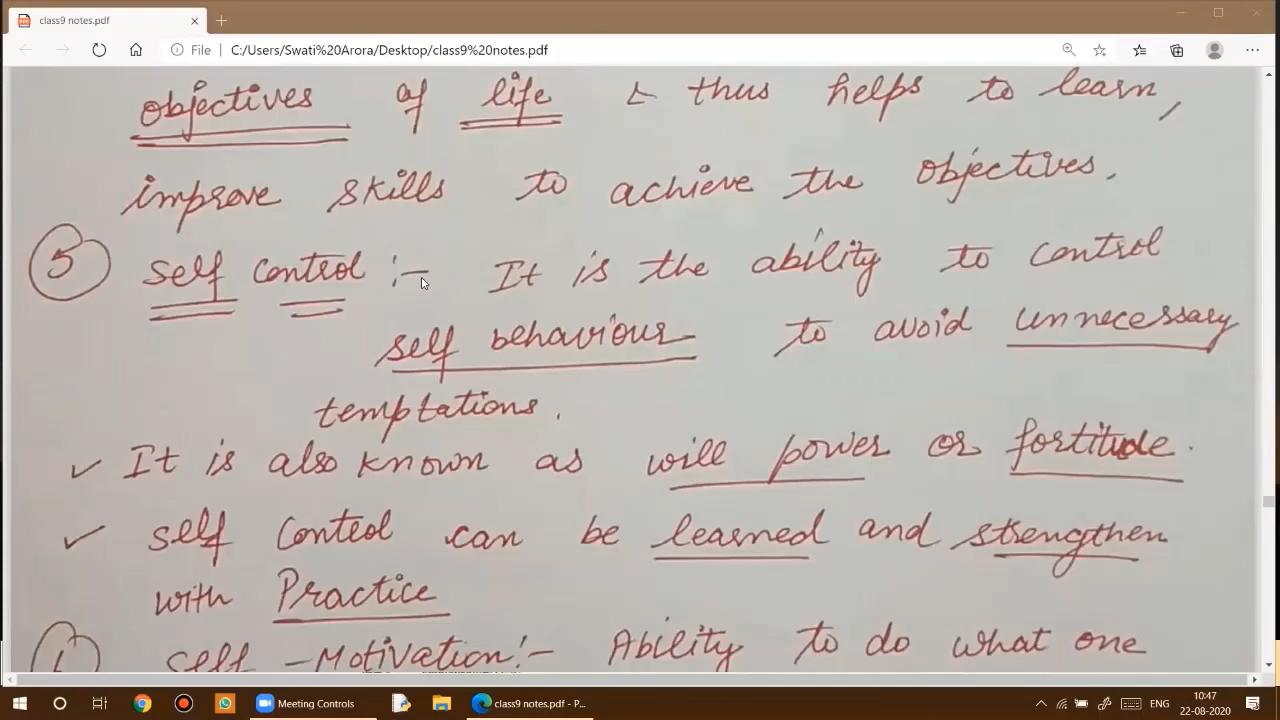 class9 notes.pdf
File C:/Users/Swati%20Arora/Desktop/class9%20notes.pdf
objectives of life & thus helps to learn,
improve skills to achieve the objectives.
5 self control :- It is the ability to control
self behaviour to avoid unnecessary
temptations.
✓ It is also known as will power or fortitude.
✓ self Control can be learned and strengthen
with Practice
self-Motivation:- Ability to do what one
Meeting Controls
class9 notes.pdf - P...
ENG
10:47
22-08-2020